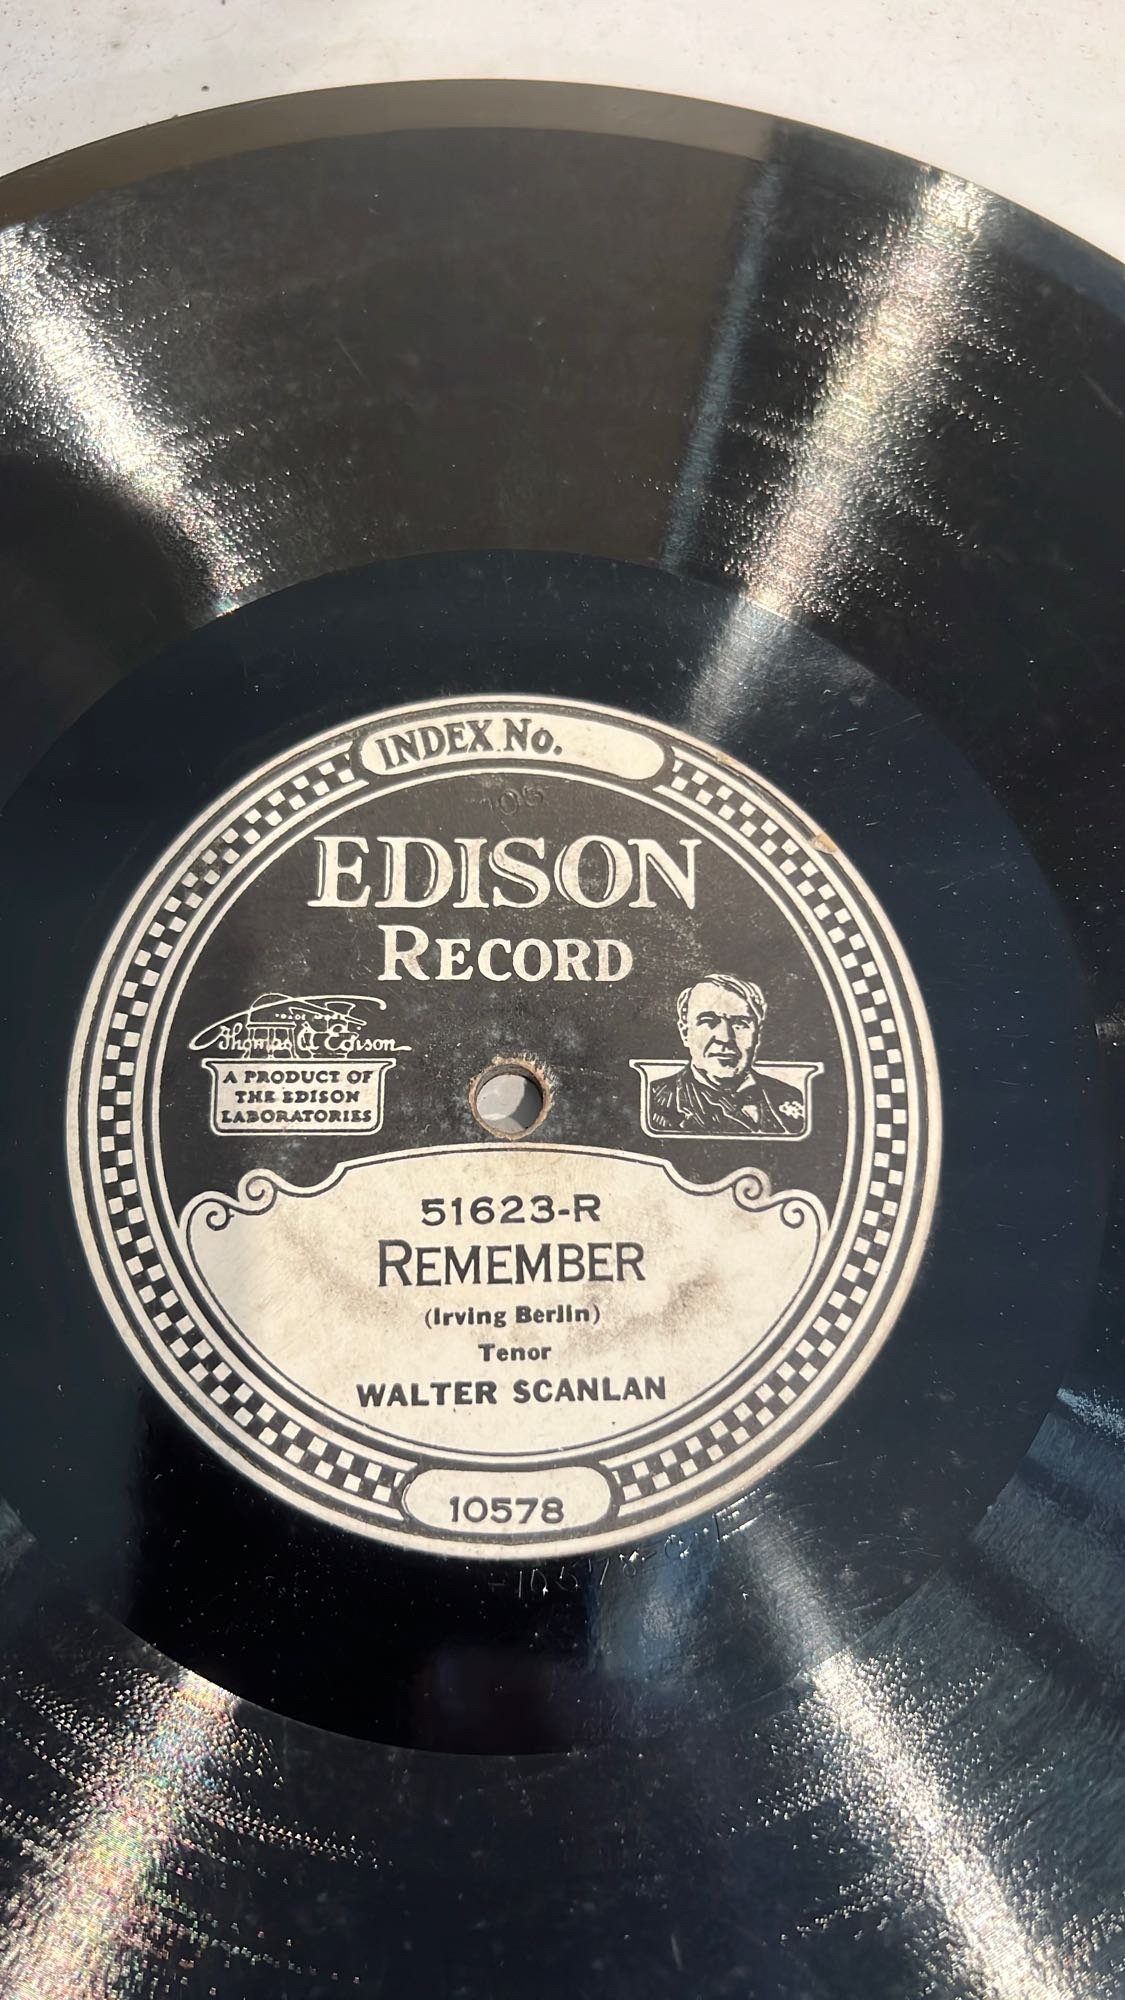 INDEX No.
105
EDISON
RECORD
Thomas A Edison
A PRODUCT OF
THE EDISON
LABORATORIES
51623-R
REMEMBER
(Irving Berlin)
Tenor
WALTER SCANLAN
10578